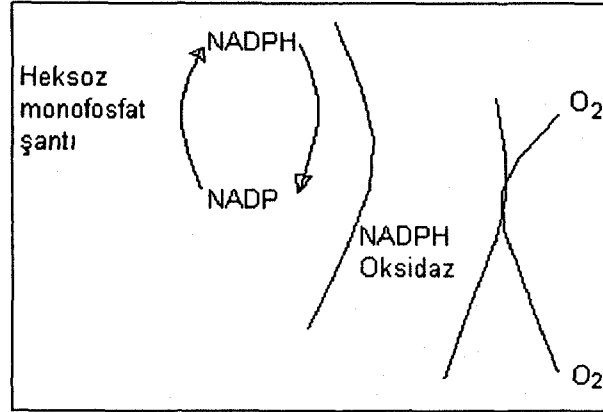 NADPH
Heksoz
monofosfat
şantı
NADP
NADPH
Oksidaz
O2
O2